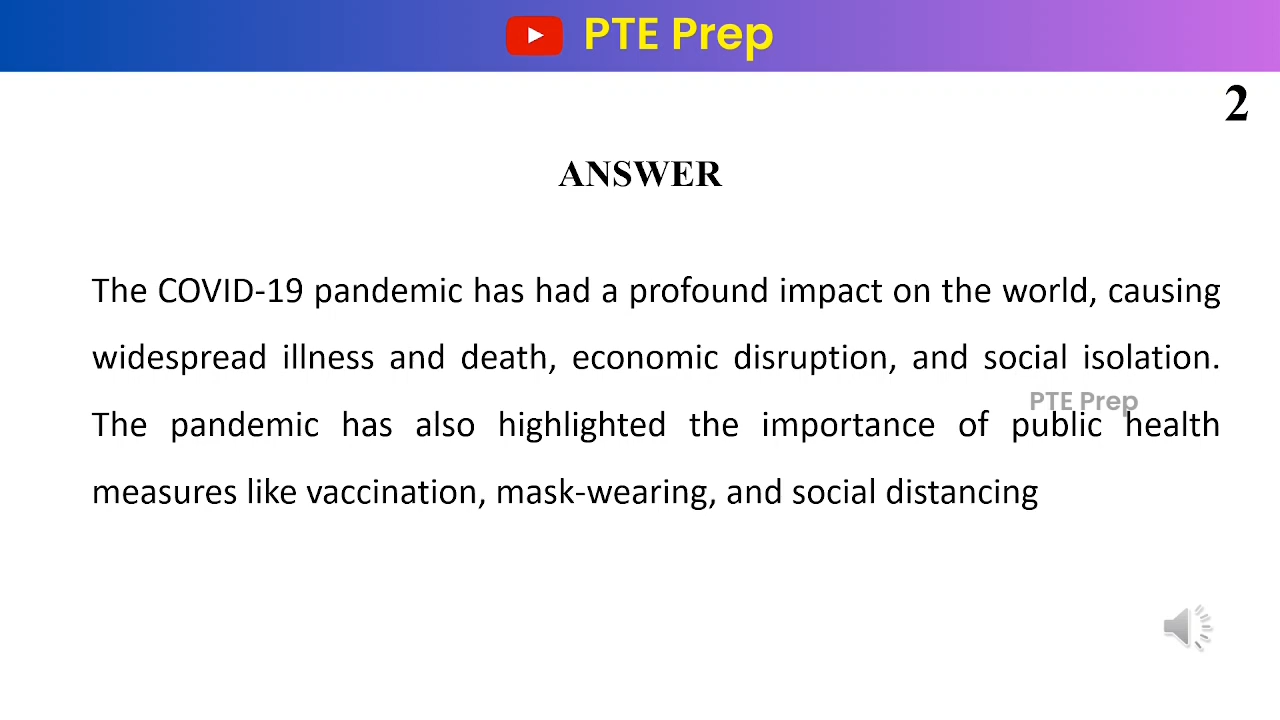 PTE Prep
2
ANSWER
The COVID-19 pandemic has had a profound impact on the world, causing
widespread illness and death, economic disruption, and social isolation.
PTE Prep
The pandemic has also highlighted the importance of public health
measures like vaccination, mask-wearing, and social distancing